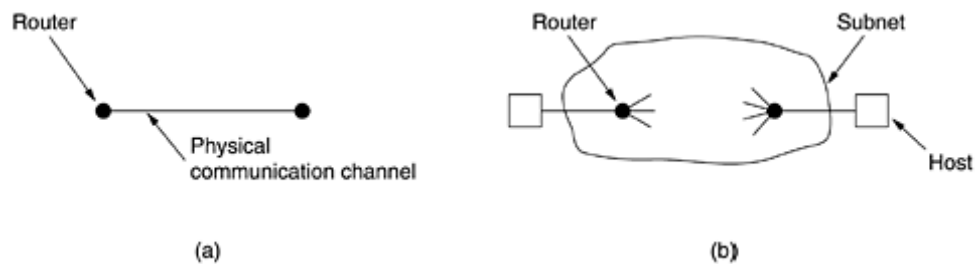 Router
Physical
communication channel
(a)
Router
Subnet
Host
(b)